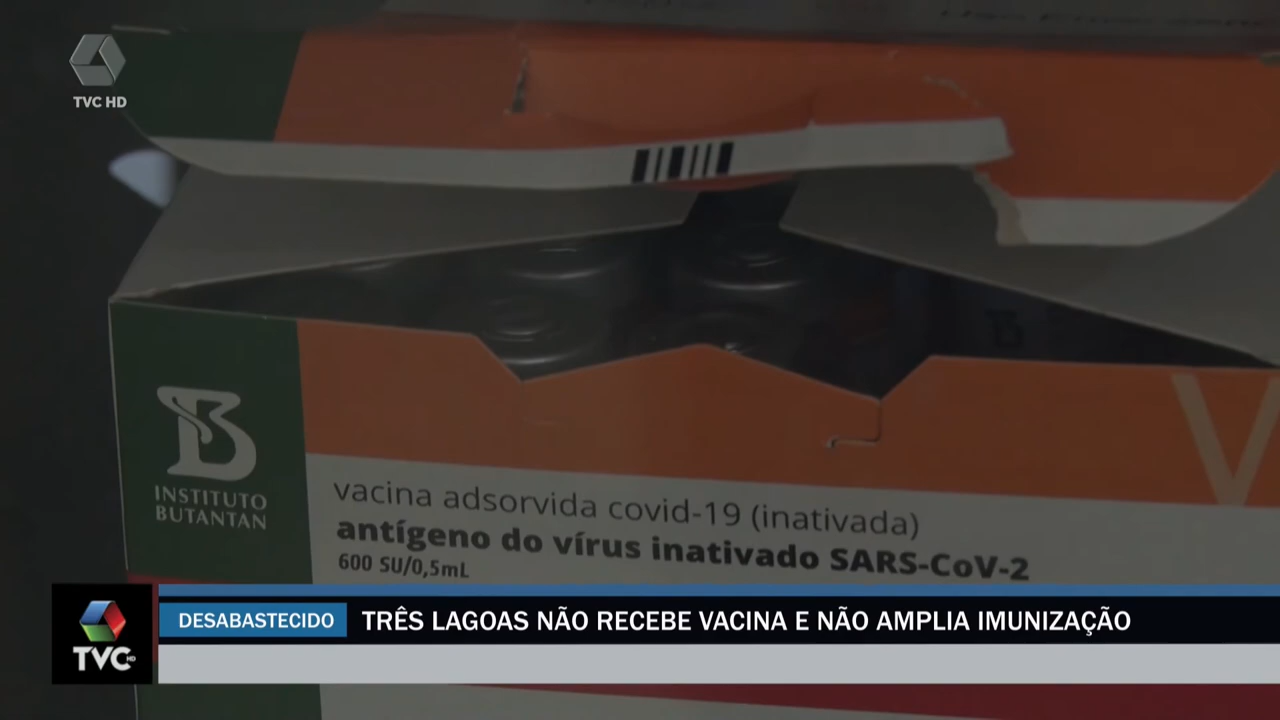 TVC HD
INSTITUTO
BUTANTAN
vacina adsorvida covid-19 (inativada)
antígeno do vírus inativado SARS-CoV-2
600 SU/0,5mL
V
DESABASTECIDO
TRÊS LAGOAS NÃO RECEBE VACINA E NÃO AMPLIA IMUNIZAÇÃO
TVC HD